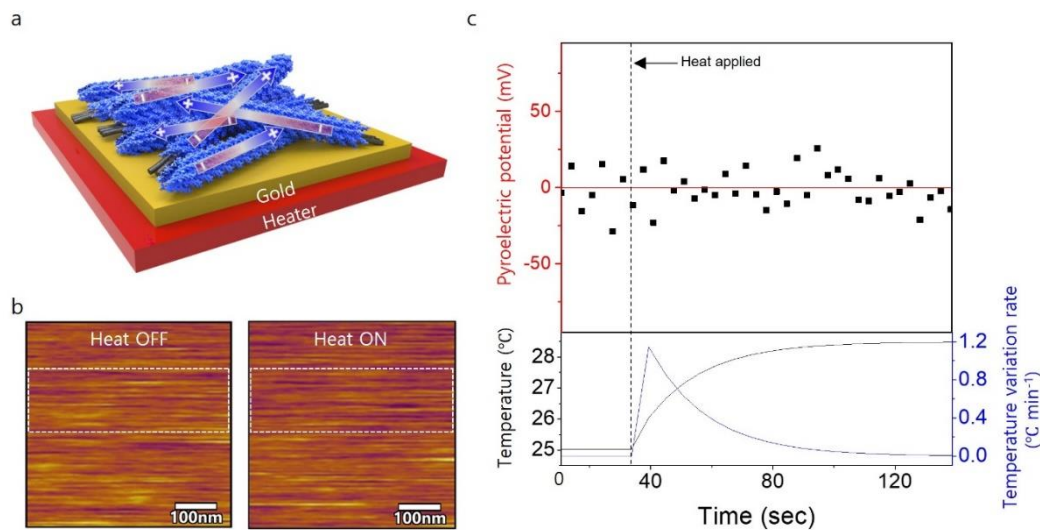 a
Gold
Heater
b
Heat OFF
100nm
Heat ON
100nm
c
Pyroelectric potential (mV)
50
0
-50
Heat applied
Temperature (°C)
28
27
26
25
1.2
0.8
0.4
0.0
Temperature variation rate
(°C min⁻¹)
0
40
80
120
Time (sec)